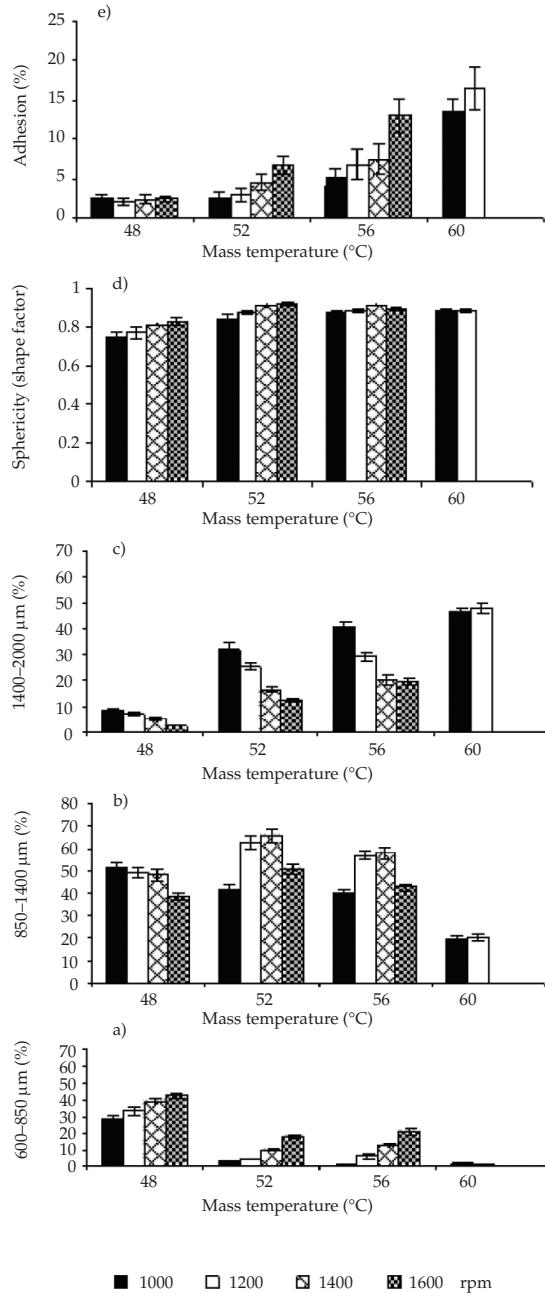 e)
Adhesion (%)
25
20
15
10
5
0
48 52 56 60
Mass temperature (°C)
d)
Sphericity (shape factor)
1
0.8
0.6
0.4
0.2
0
48 52 56 60
Mass temperature (°C)
c)
1400–2000 µm (%)
70
60
50
40
30
20
10
0
48 52 56 60
Mass temperature (°C)
b)
850–1400 µm (%)
80
70
60
50
40
30
20
10
0
48 52 56 60
Mass temperature (°C)
a)
600–850 µm (%)
70
60
50
40
30
20
10
0
48 52 56 60
Mass temperature (°C)
1000 1200 1400 1600 rpm